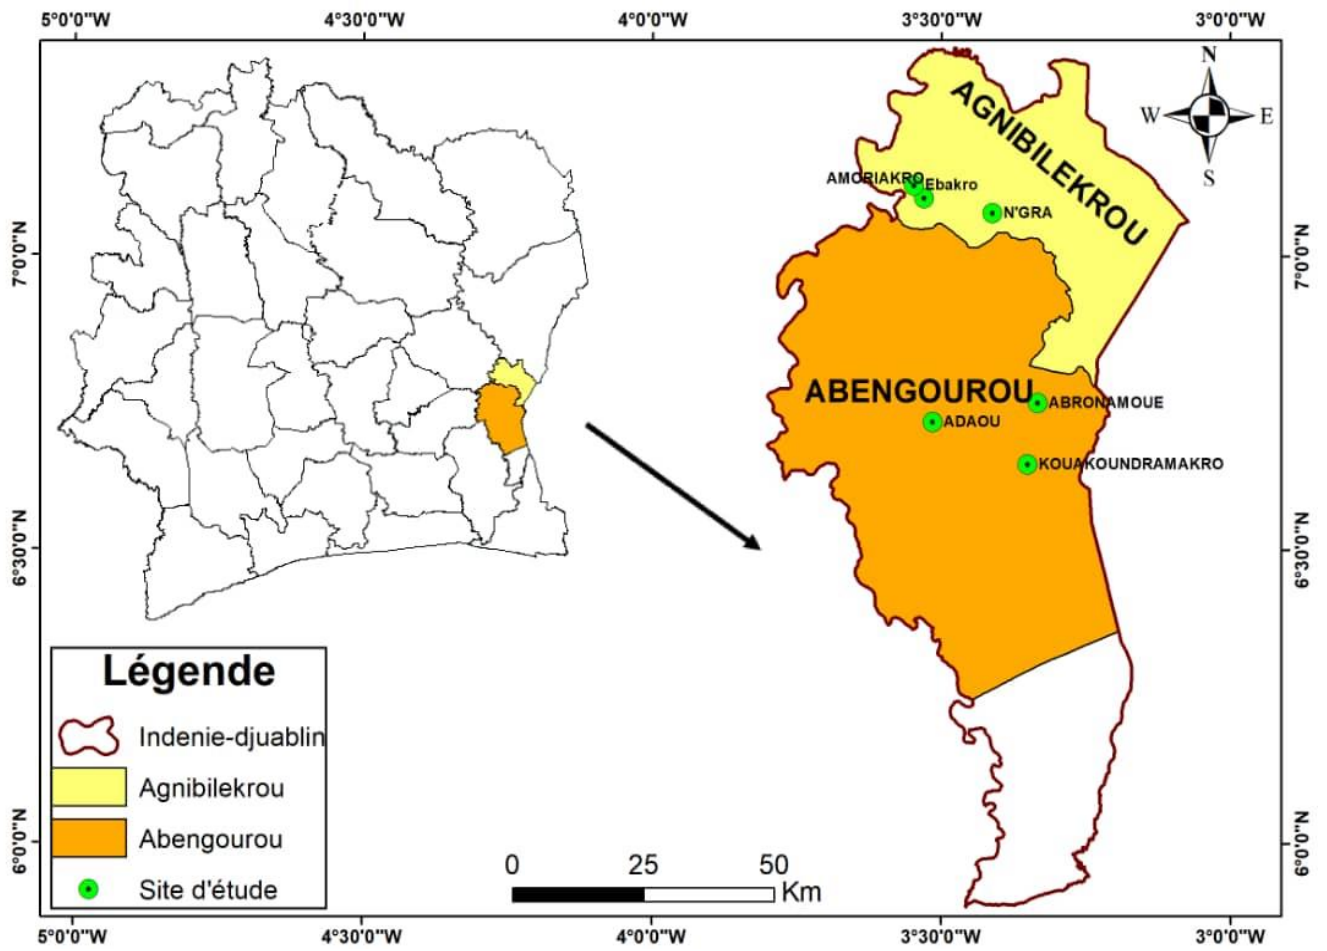 5°0'0"W 4°30'0"W 4°0'0"W 3°30'0"W 3°0'0"W
N
W E
S
AGNIBILEKROU
AMORIAKRO
Ebakro
N'GRA
7°0'0"N
7°0'0"N
ABENGOUROU
ABRONAMOUE
ADAOU
KOUAKOUNDRAMAKRO
6°30'0"N
6°30'0"N
Légende
Indenie-djuablin
Agnibilekrou
Abengourou
Site d'étude
6°0'0"N
6°0'0"N
0 25 50
Km
5°0'0"W 4°30'0"W 4°0'0"W 3°30'0"W 3°0'0"W